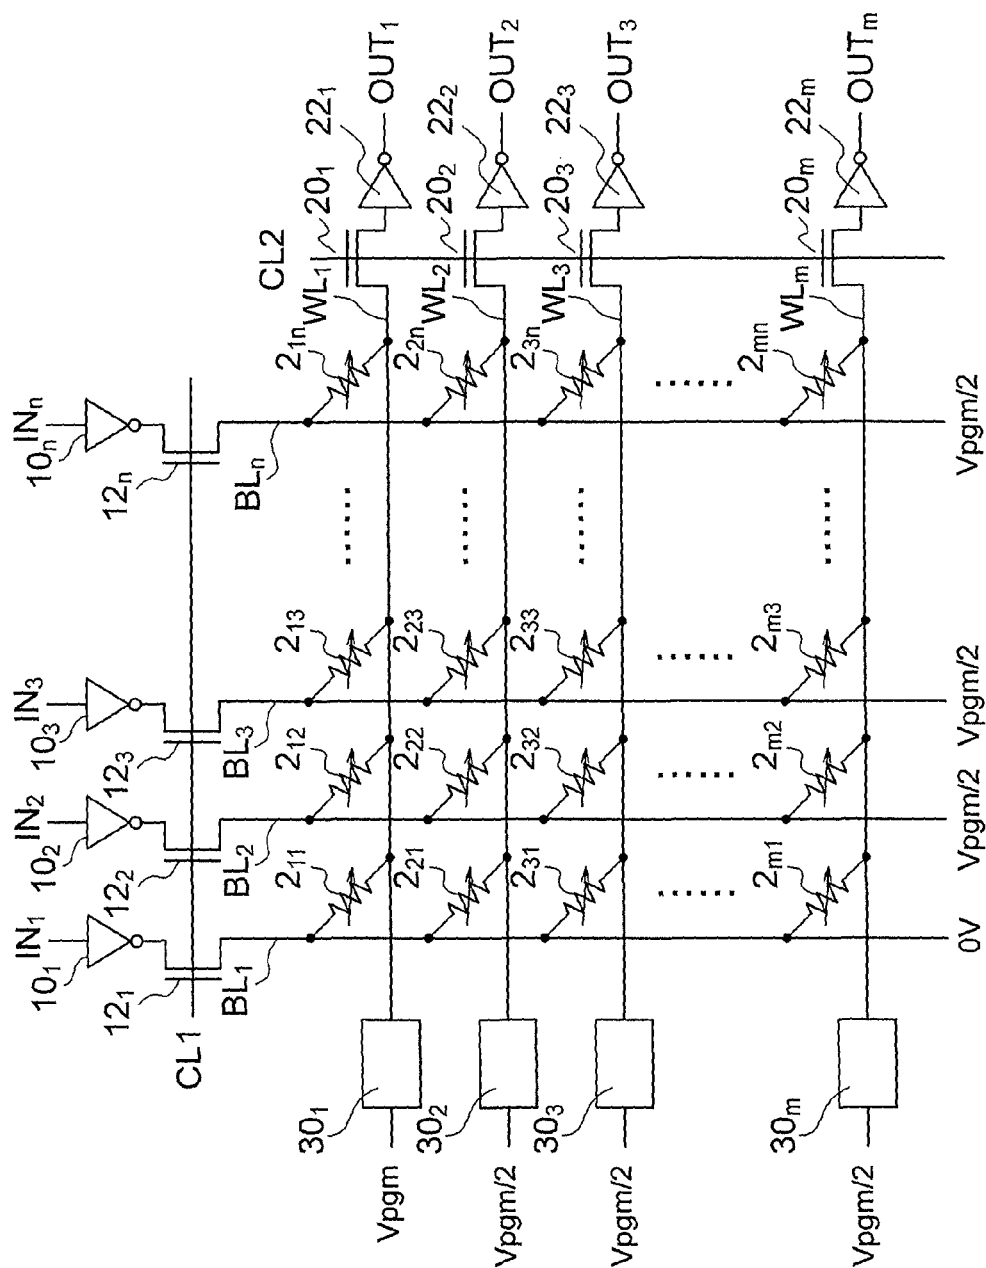 IN₁
IN₂
IN₃
INₙ
10₁
10₂
10₃
10ₙ
12₁
12₂
12₃
12ₙ
CL1
CL2
BL₁
BL₂
BL₃
BLₙ
20₁
22₁
OUT₁
20₂
22₂
OUT₂
20₃
22₃
OUT₃
20ₘ
22ₘ
OUTₘ
WL₁
WL₂
WL₃
WLₘ
2₁₁
2₁₂
2₁₃
2₁ₙ
2₂₁
2₂₂
2₂₃
2₂ₙ
2₃₁
2₃₂
2₃₃
2₃ₙ
2ₘ₁
2ₘ₂
2ₘ₃
2ₘₙ
30₁
30₂
30₃
30ₘ
Vpgm
Vpgm/2
Vpgm/2
Vpgm/2
0V
Vpgm/2
Vpgm/2
Vpgm/2